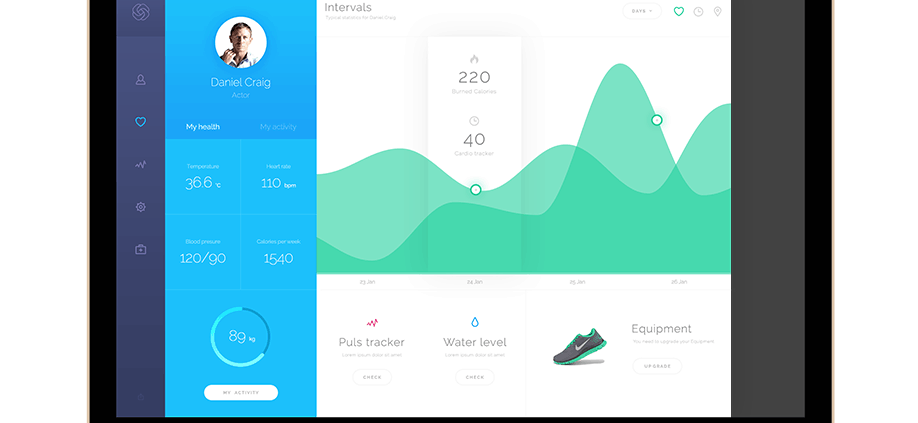 Daniel Craig
Actor
My health
My activity
Temperature
36.6 °C
Head rate
110 bpm
Blood presure
120/90
Calories per week
1540
89 kg
MY ACTIVITY
Intervals
Typical statistics for Daniel Craig
DAYS
220
Burned Calories
40
Cardio tracker
23 Jan
24 Jan
25 Jan
26 Jan
Puls tracker
Lorem ipsum dolor sit amet
CHECK
Water level
Lorem ipsum dolor sit amet
CHECK
Equipment
You need to upgrade your Equipment
UPGRADE